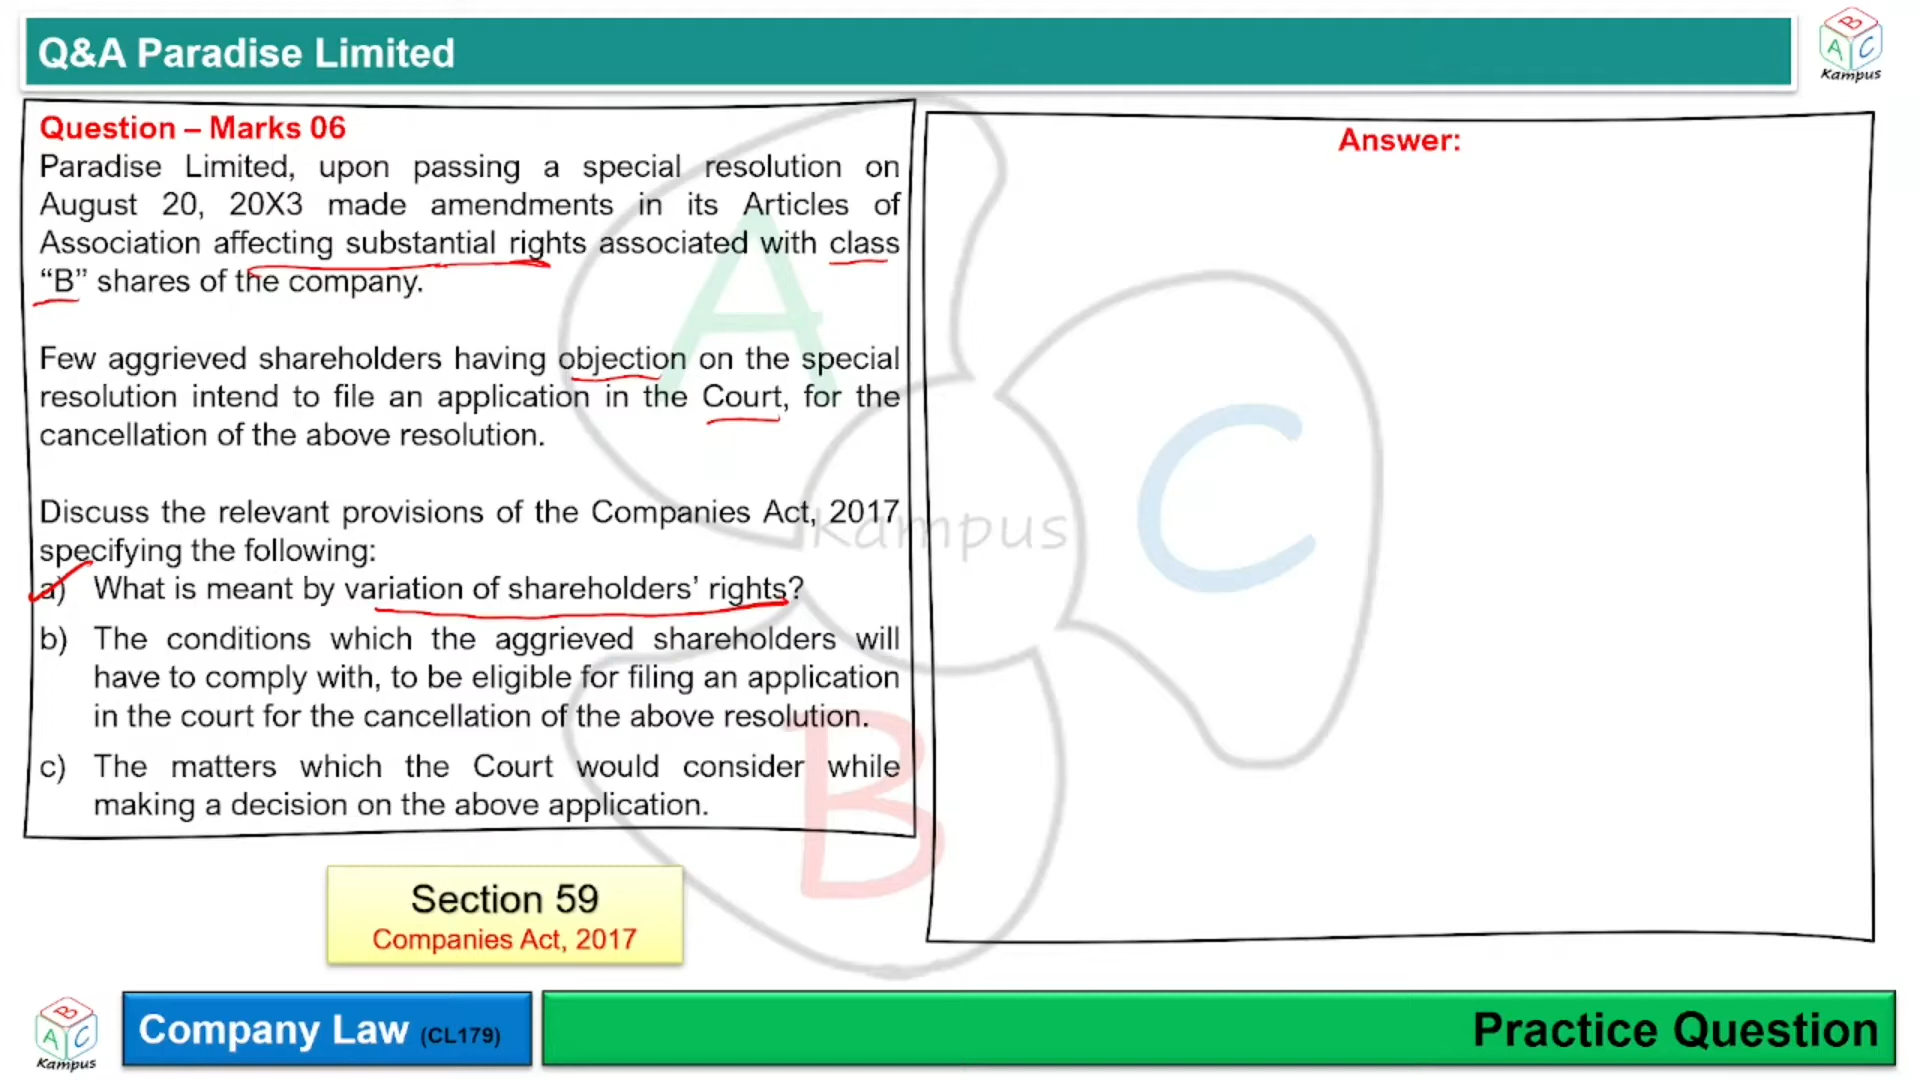 Q&A Paradise Limited
B
A C
Kampus
Question – Marks 06
Paradise Limited, upon passing a special resolution on
August 20, 20X3 made amendments in its Articles of
Association affecting substantial rights associated with class
“B” shares of the company.
Few aggrieved shareholders having objection on the special
resolution intend to file an application in the Court, for the
cancellation of the above resolution.
Discuss the relevant provisions of the Companies Act, 2017
specifying the following:
a) What is meant by variation of shareholders’ rights?
b) The conditions which the aggrieved shareholders will
have to comply with, to be eligible for filing an application
in the court for the cancellation of the above resolution.
c) The matters which the Court would consider while
making a decision on the above application.
Answer:
A
Kampus
C
B
Section 59
Companies Act, 2017
B
A C
Kampus
Company Law (CL179)
Practice Question